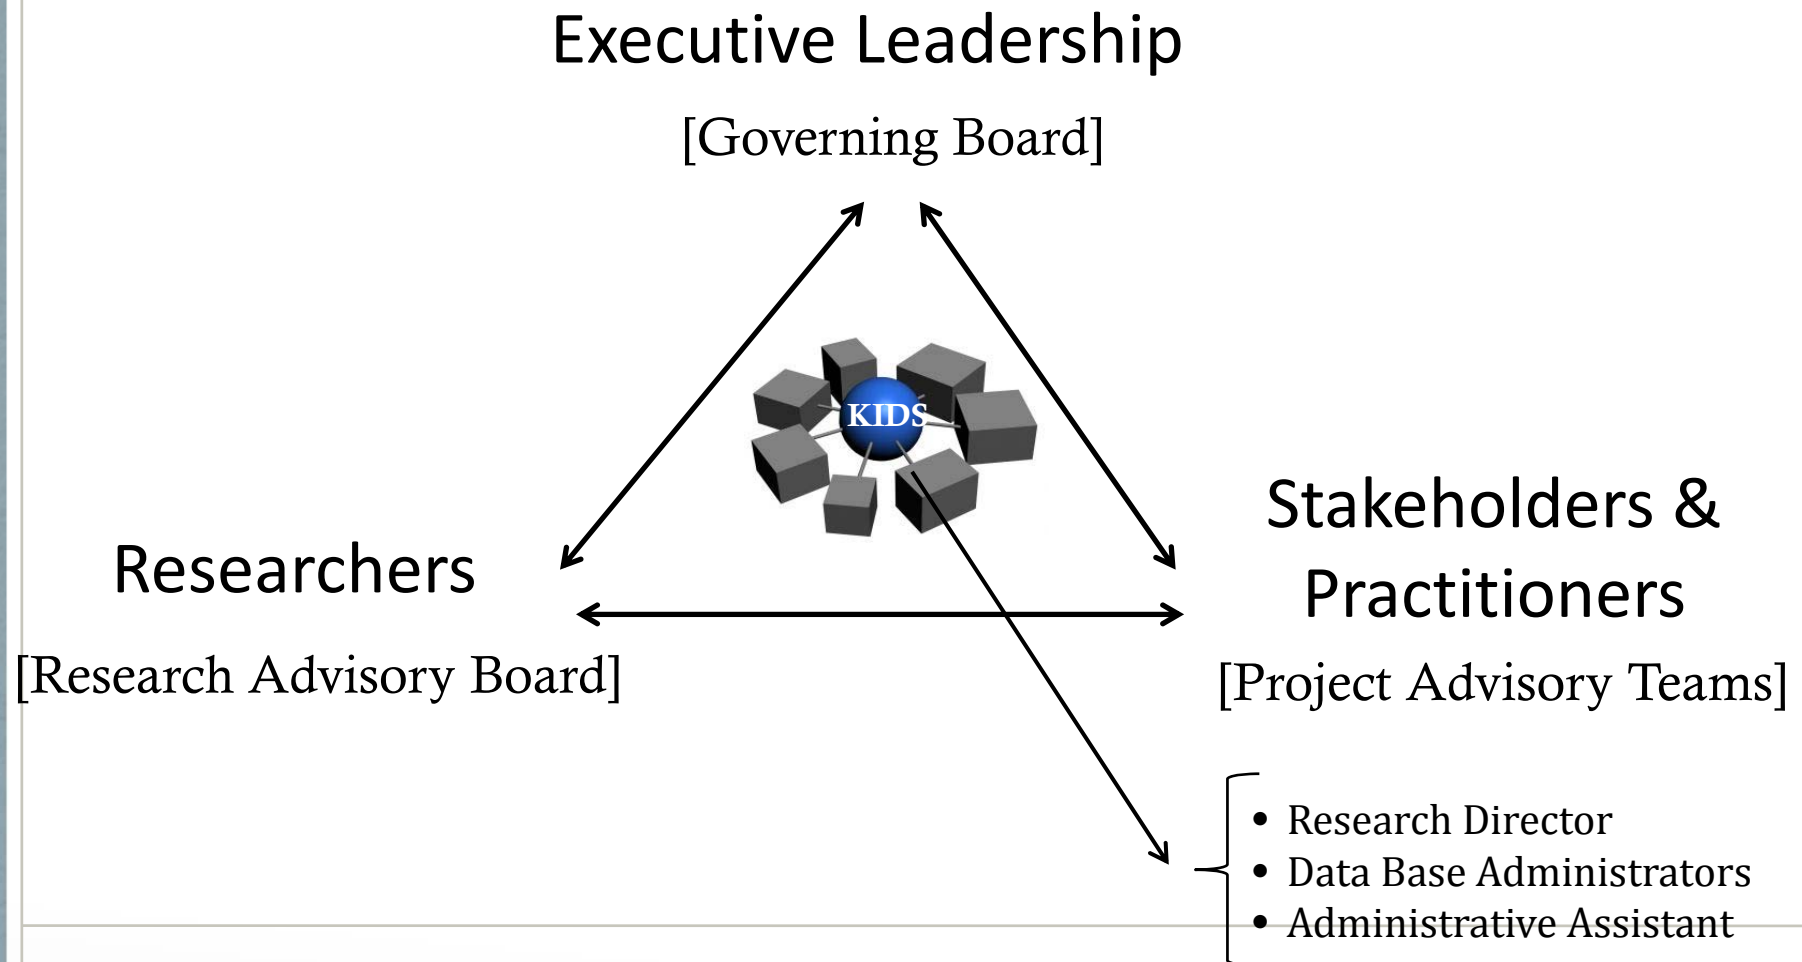 Executive Leadership
[Governing Board]
KIDS
Researchers
[Research Advisory Board]
Stakeholders &
Practitioners
[Project Advisory Teams]
• Research Director
• Data Base Administrators
• Administrative Assistant